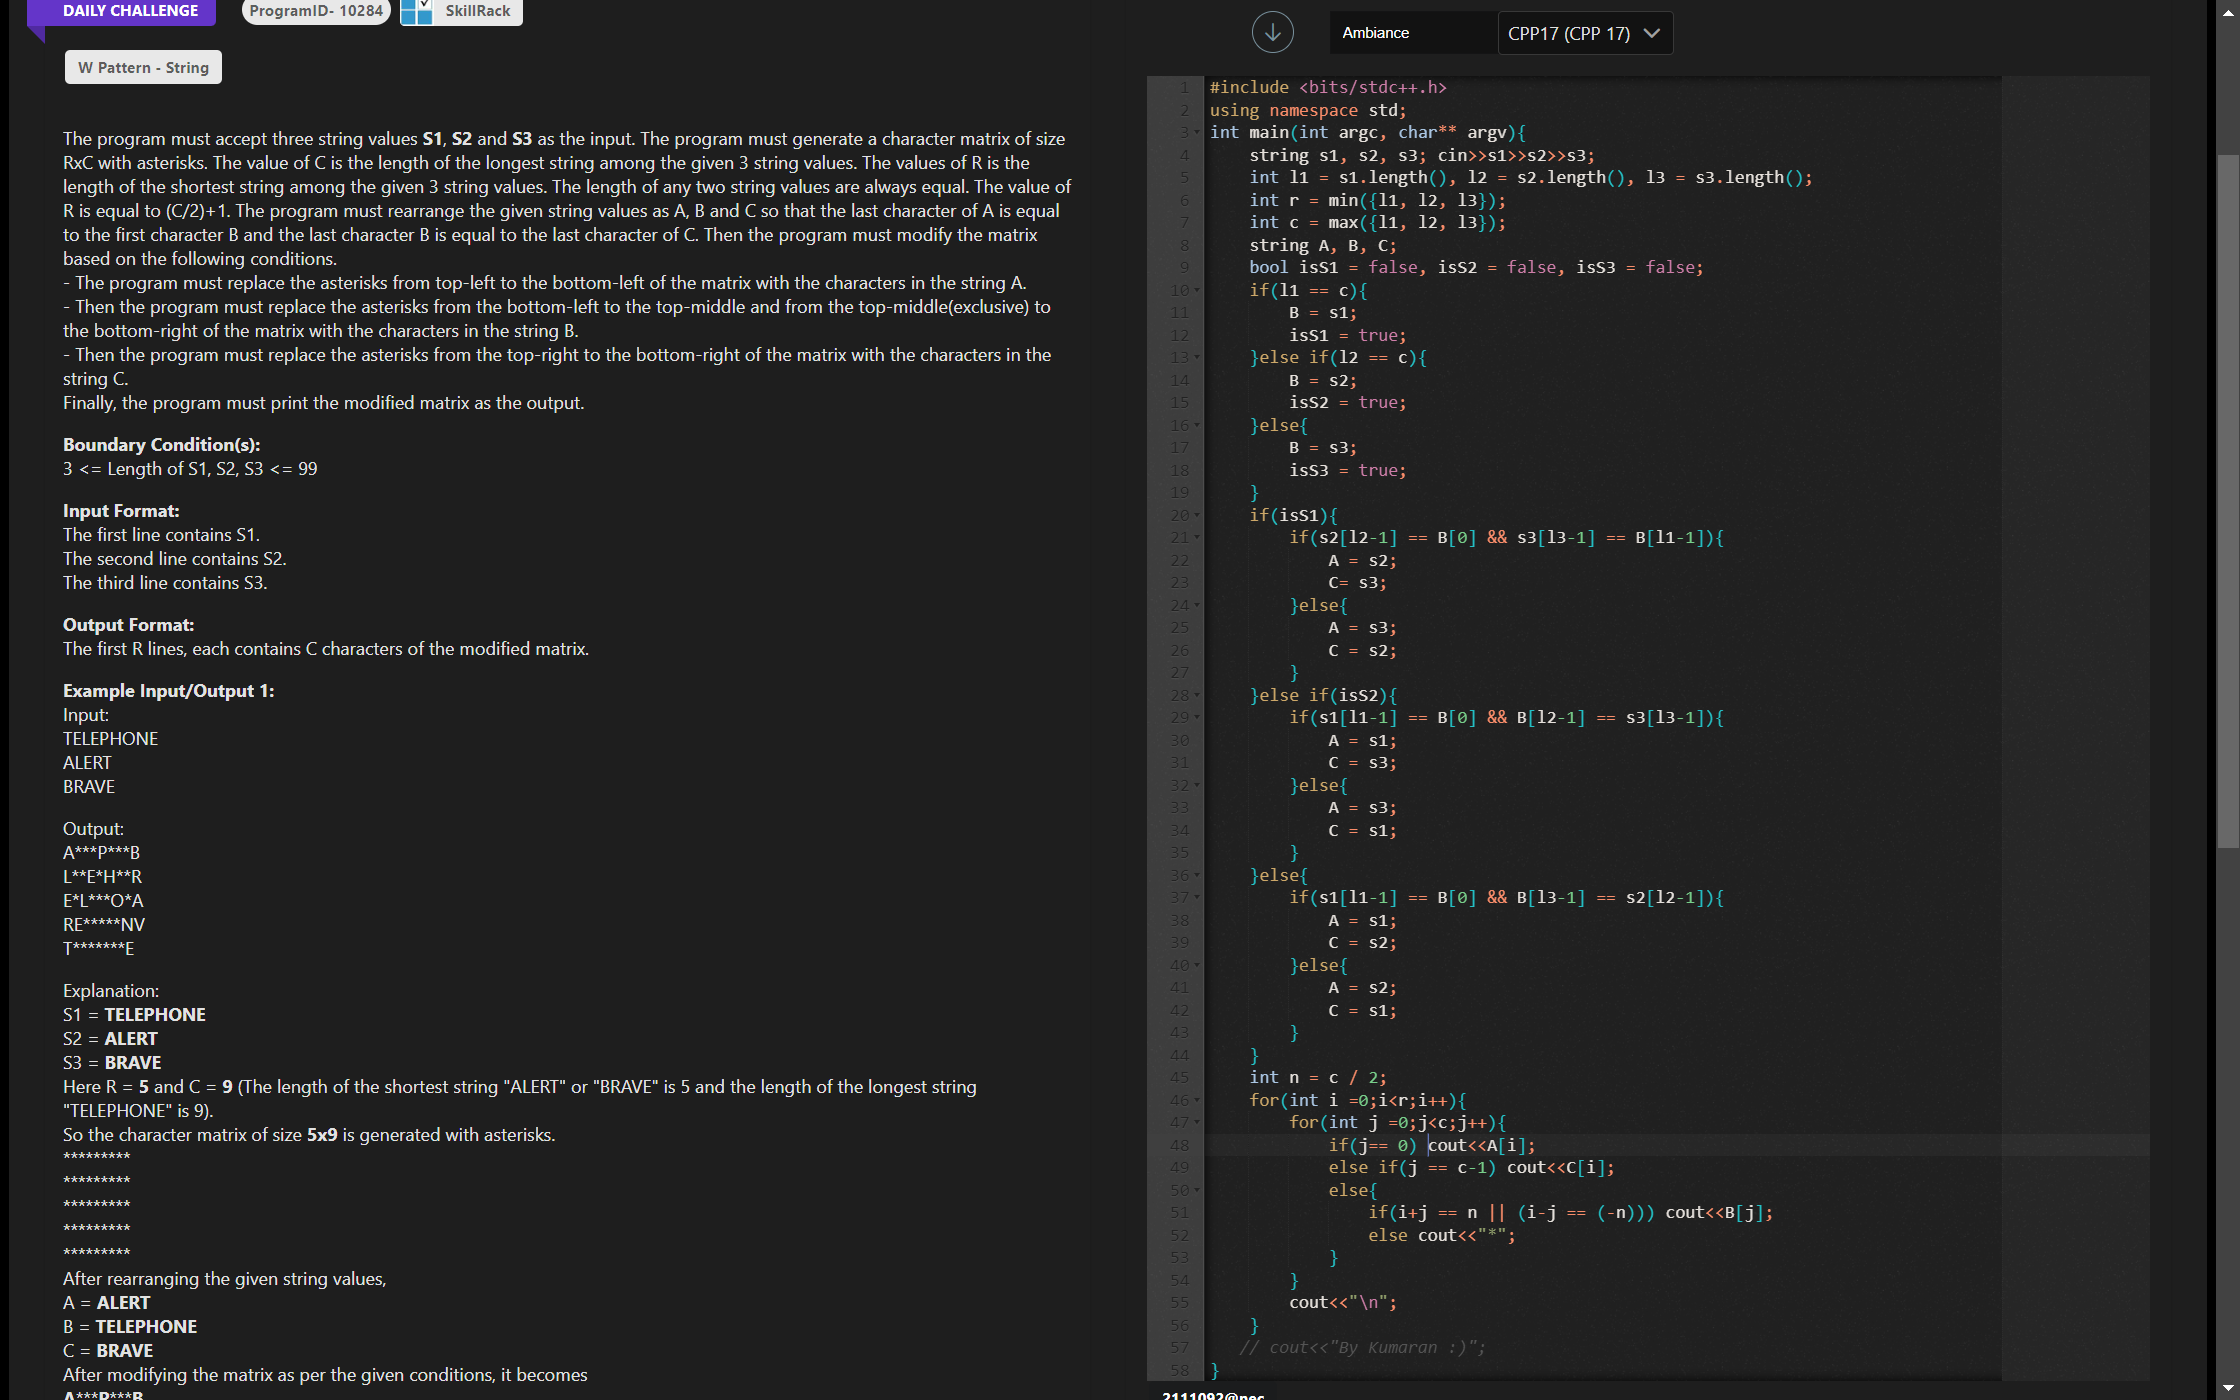 DAILY CHALLENGE
ProgramID- 10284
SkillRack
W Pattern - String
The program must accept three string values S1, S2 and S3 as the input. The program must generate a character matrix of size
RxC with asterisks. The value of C is the length of the longest string among the given 3 string values. The values of R is the
length of the shortest string among the given 3 string values. The length of any two string values are always equal. The value of
R is equal to (C/2)+1. The program must rearrange the given string values as A, B and C so that the last character of A is equal
to the first character B and the last character B is equal to the last character of C. Then the program must modify the matrix
based on the following conditions.
- The program must replace the asterisks from top-left to the bottom-left of the matrix with the characters in the string A.
- Then the program must replace the asterisks from the bottom-left to the top-middle and from the top-middle(exclusive) to
the bottom-right of the matrix with the characters in the string B.
- Then the program must replace the asterisks from the top-right to the bottom-right of the matrix with the characters in the
string C.
Finally, the program must print the modified matrix as the output.
Boundary Condition(s):
3 <= Length of S1, S2, S3 <= 99
Input Format:
The first line contains S1.
The second line contains S2.
The third line contains S3.
Output Format:
The first R lines, each contains C characters of the modified matrix.
Example Input/Output 1:
Input:
TELEPHONE
ALERT
BRAVE
Output:
A***P***B
L**E*H**R
E*L***O*A
RE*****NV
T*******E
Explanation:
S1 = TELEPHONE
S2 = ALERT
S3 = BRAVE
Here R = 5 and C = 9 (The length of the shortest string "ALERT" or "BRAVE" is 5 and the length of the longest string
"TELEPHONE" is 9).
So the character matrix of size 5x9 is generated with asterisks.
*********
*********
*********
*********
*********
After rearranging the given string values,
A = ALERT
B = TELEPHONE
C = BRAVE
After modifying the matrix as per the given conditions, it becomes
A***P***B
Ambiance
CPP17 (CPP 17)
1 #include <bits/stdc++.h>
2 using namespace std;
3 int main(int argc, char** argv){
4 string s1, s2, s3; cin>>s1>>s2>>s3;
5 int l1 = s1.length(), l2 = s2.length(), l3 = s3.length();
6 int r = min({l1, l2, l3});
7 int c = max({l1, l2, l3});
8 string A, B, C;
9 bool isS1 = false, isS2 = false, isS3 = false;
10 if(l1 == c){
11 B = s1;
12 isS1 = true;
13 }else if(l2 == c){
14 B = s2;
15 isS2 = true;
16 }else{
17 B = s3;
18 isS3 = true;
19 }
20 if(isS1){
21 if(s2[l2-1] == B[0] && s3[l3-1] == B[l1-1]){
22 A = s2;
23 C= s3;
24 }else{
25 A = s3;
26 C = s2;
27 }
28 }else if(isS2){
29 if(s1[l1-1] == B[0] && B[l2-1] == s3[l3-1]){
30 A = s1;
31 C = s3;
32 }else{
33 A = s3;
34 C = s1;
35 }
36 }else{
37 if(s1[l1-1] == B[0] && B[l3-1] == s2[l2-1]){
38 A = s1;
39 C = s2;
40 }else{
41 A = s2;
42 C = s1;
43 }
44 }
45 int n = c / 2;
46 for(int i =0;i<r;i++){
47 for(int j =0;j<c;j++){
48 if(j== 0) cout<<A[i];
49 else if(j == c-1) cout<<C[i];
50 else{
51 if(i+j == n || (i-j == (-n))) cout<<B[j];
52 else cout<<"*";
53 }
54 }
55 cout<<"\n";
56 }
57 // cout<<"By Kumaran :)";
58 }
2111092@nec